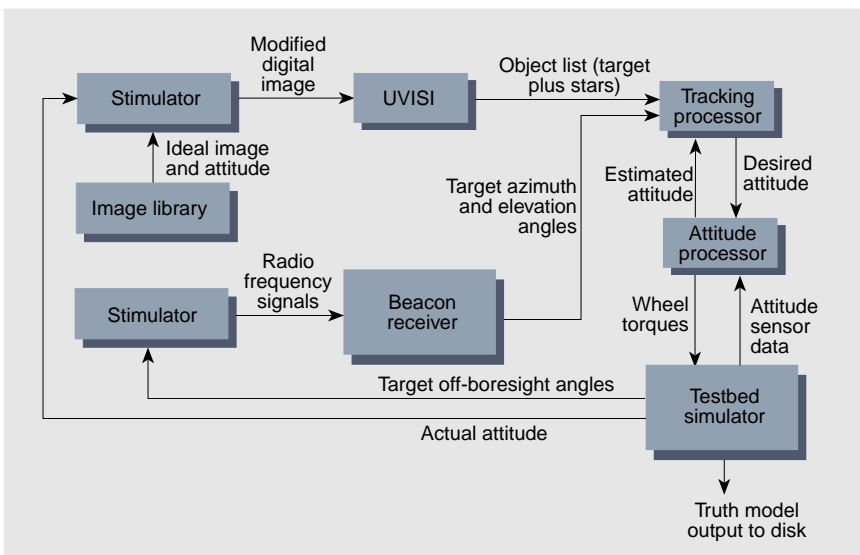 Modified
digital
image
Object list (target
plus stars)
Stimulator
UVISI
Tracking
processor
Ideal image
and attitude
Image library
Target azimuth
and elevation
angles
Estimated
attitude
Desired
attitude
Attitude
processor
Radio
frequency
signals
Stimulator
Beacon
receiver
Wheel
torques
Attitude
sensor
data
Target off-boresight angles
Actual attitude
Testbed
simulator
Truth model
output to disk